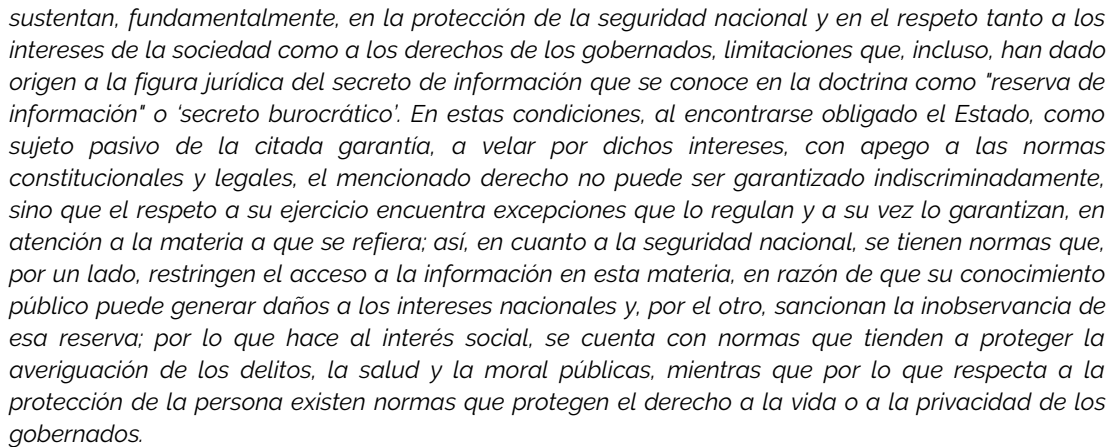 sustentan, fundamentalmente, en la protección de la seguridad nacional y en el respeto tanto a los
intereses de la sociedad como a los derechos de los gobernados, limitaciones que, incluso, han dado
origen a la figura jurídica del secreto de información que se conoce en la doctrina como "reserva de
información" o ‘secreto burocrático’. En estas condiciones, al encontrarse obligado el Estado, como
sujeto pasivo de la citada garantía, a velar por dichos intereses, con apego a las normas
constitucionales y legales, el mencionado derecho no puede ser garantizado indiscriminadamente,
sino que el respeto a su ejercicio encuentra excepciones que lo regulan y a su vez lo garantizan, en
atención a la materia a que se refiera; así, en cuanto a la seguridad nacional, se tienen normas que,
por un lado, restringen el acceso a la información en esta materia, en razón de que su conocimiento
público puede generar daños a los intereses nacionales y, por el otro, sancionan la inobservancia de
esa reserva; por lo que hace al interés social, se cuenta con normas que tienden a proteger la
averiguación de los delitos, la salud y la moral públicas, mientras que por lo que respecta a la
protección de la persona existen normas que protegen el derecho a la vida o a la privacidad de los
gobernados.